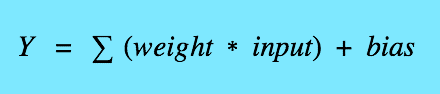 Y = ∑ (weight * input) + bias